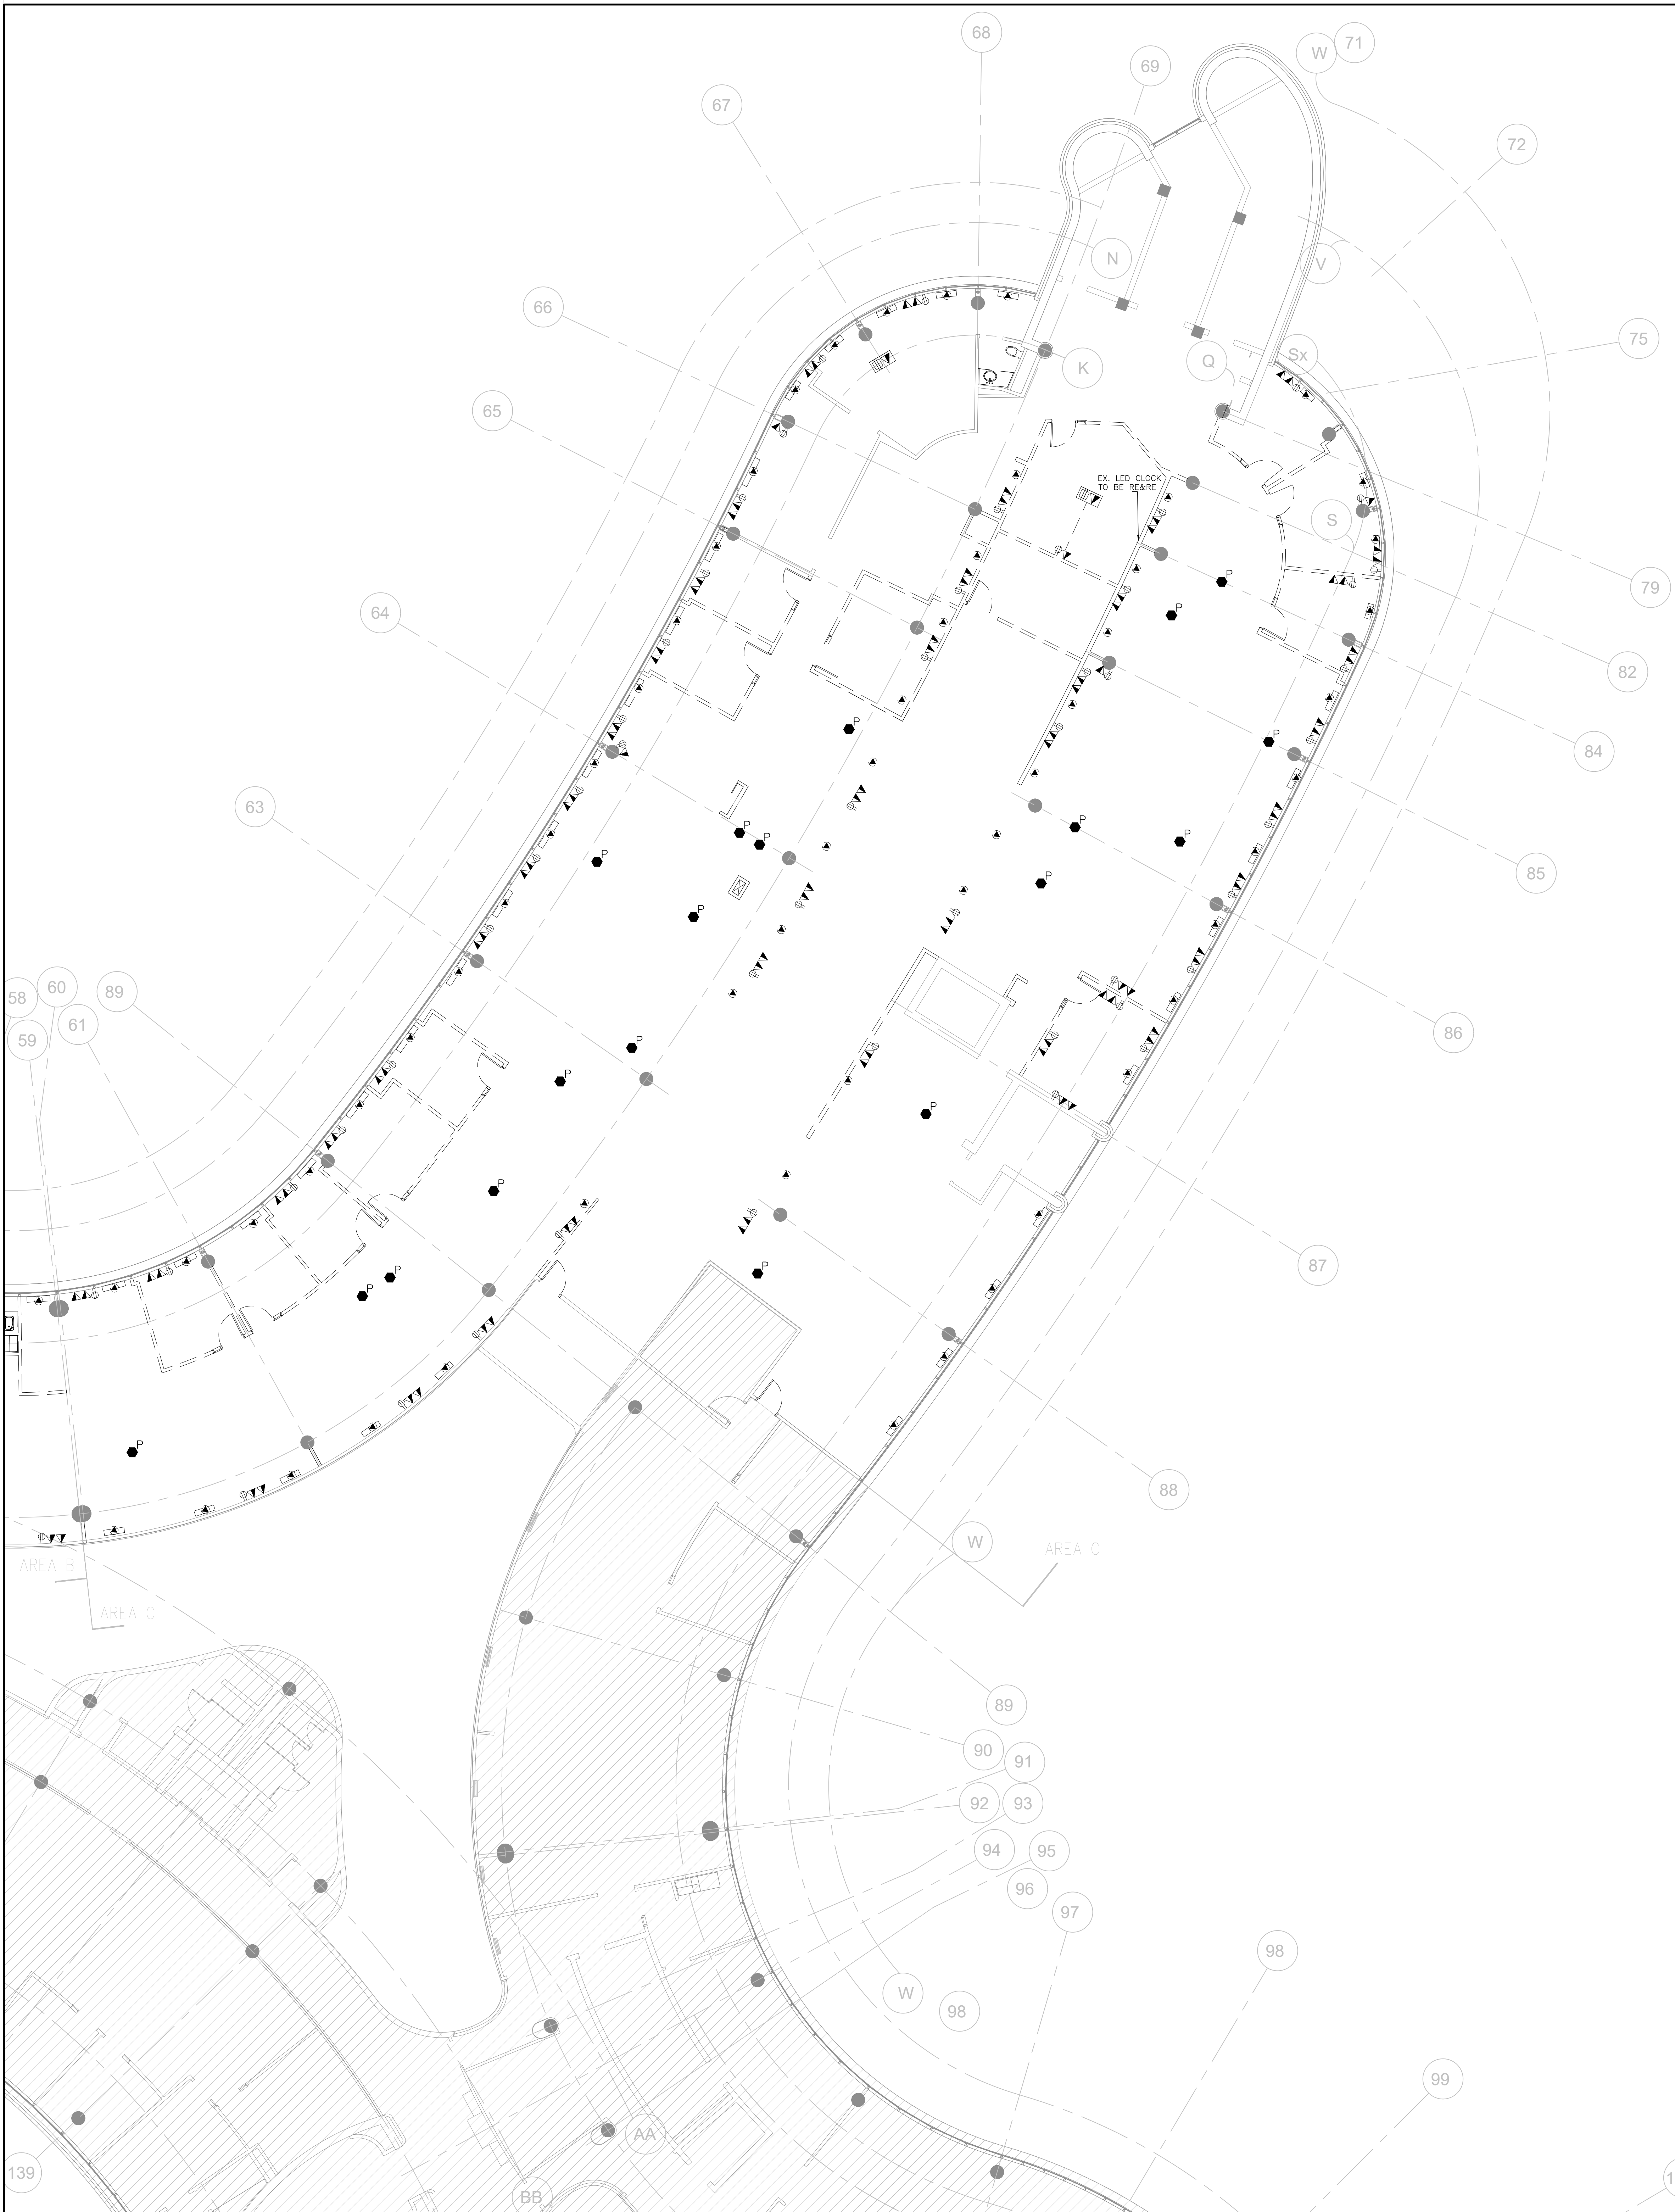 68
W
71
69
67
72
N
V
66
75
Sx
K
Q
65
EX. LED CLOCK
TO BE RE&RE
S
79
P
P
64
82
P
P
84
63
P
P
P
P
P
85
P
P
60
89
58
61
59
86
P
P
P
P
87
P
P
P
88
P
W
AREA C
AREA B
AREA C
89
90
91
92
93
94
95
96
97
98
W
98
99
AA
139
BB